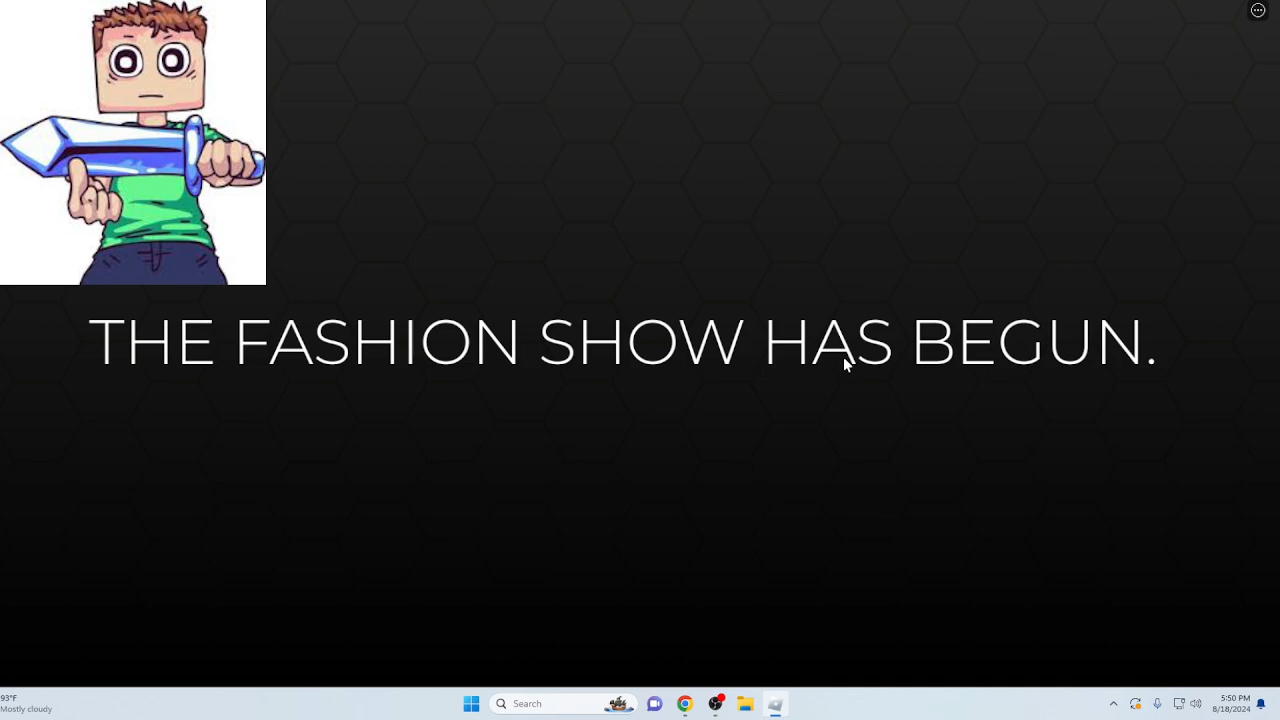 THE FASHION SHOW HAS BEGUN.
93°F
Mostly cloudy
Search
5:50 PM
8/18/2024